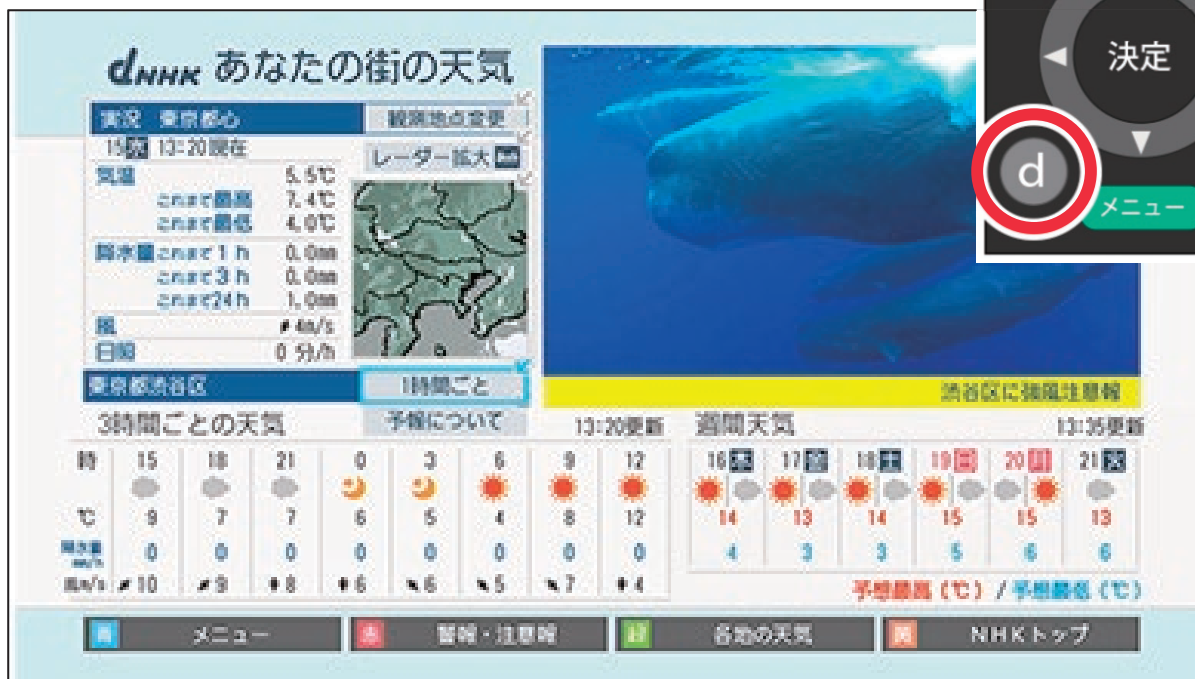 dNHK あなたの街の天気
実況 東京都心 観測地点変更
15水 13:20現在
レーダー拡大
気温 5.5℃
これまで最高 7.4℃
これまで最低 4.0℃
降水量これまで1h 0.0mm
これまで3h 0.0mm
これまで24h 1.0mm
風 4m/s
日照 0分/h
東京都渋谷区 1時間ごと
渋谷区に強風注意報
3時間ごとの天気 予報について 13:20更新
時 15 18 21 0 3 6 9 12
℃ 9 7 7 6 5 4 8 12
降水量mm/h 0 0 0 0 0 0 0 0
風m/s 10 9 8 6 6 5 7 4
週間天気 13:35更新
16木 17金 18土 19日 20月 21火
14 13 14 15 15 13
4 3 3 5 6 6
予想最高(℃)/予想最低(℃)
青 メニュー 赤 警報・注意報 緑 各地の天気 黄 NHKトップ
決定
d
メニュー